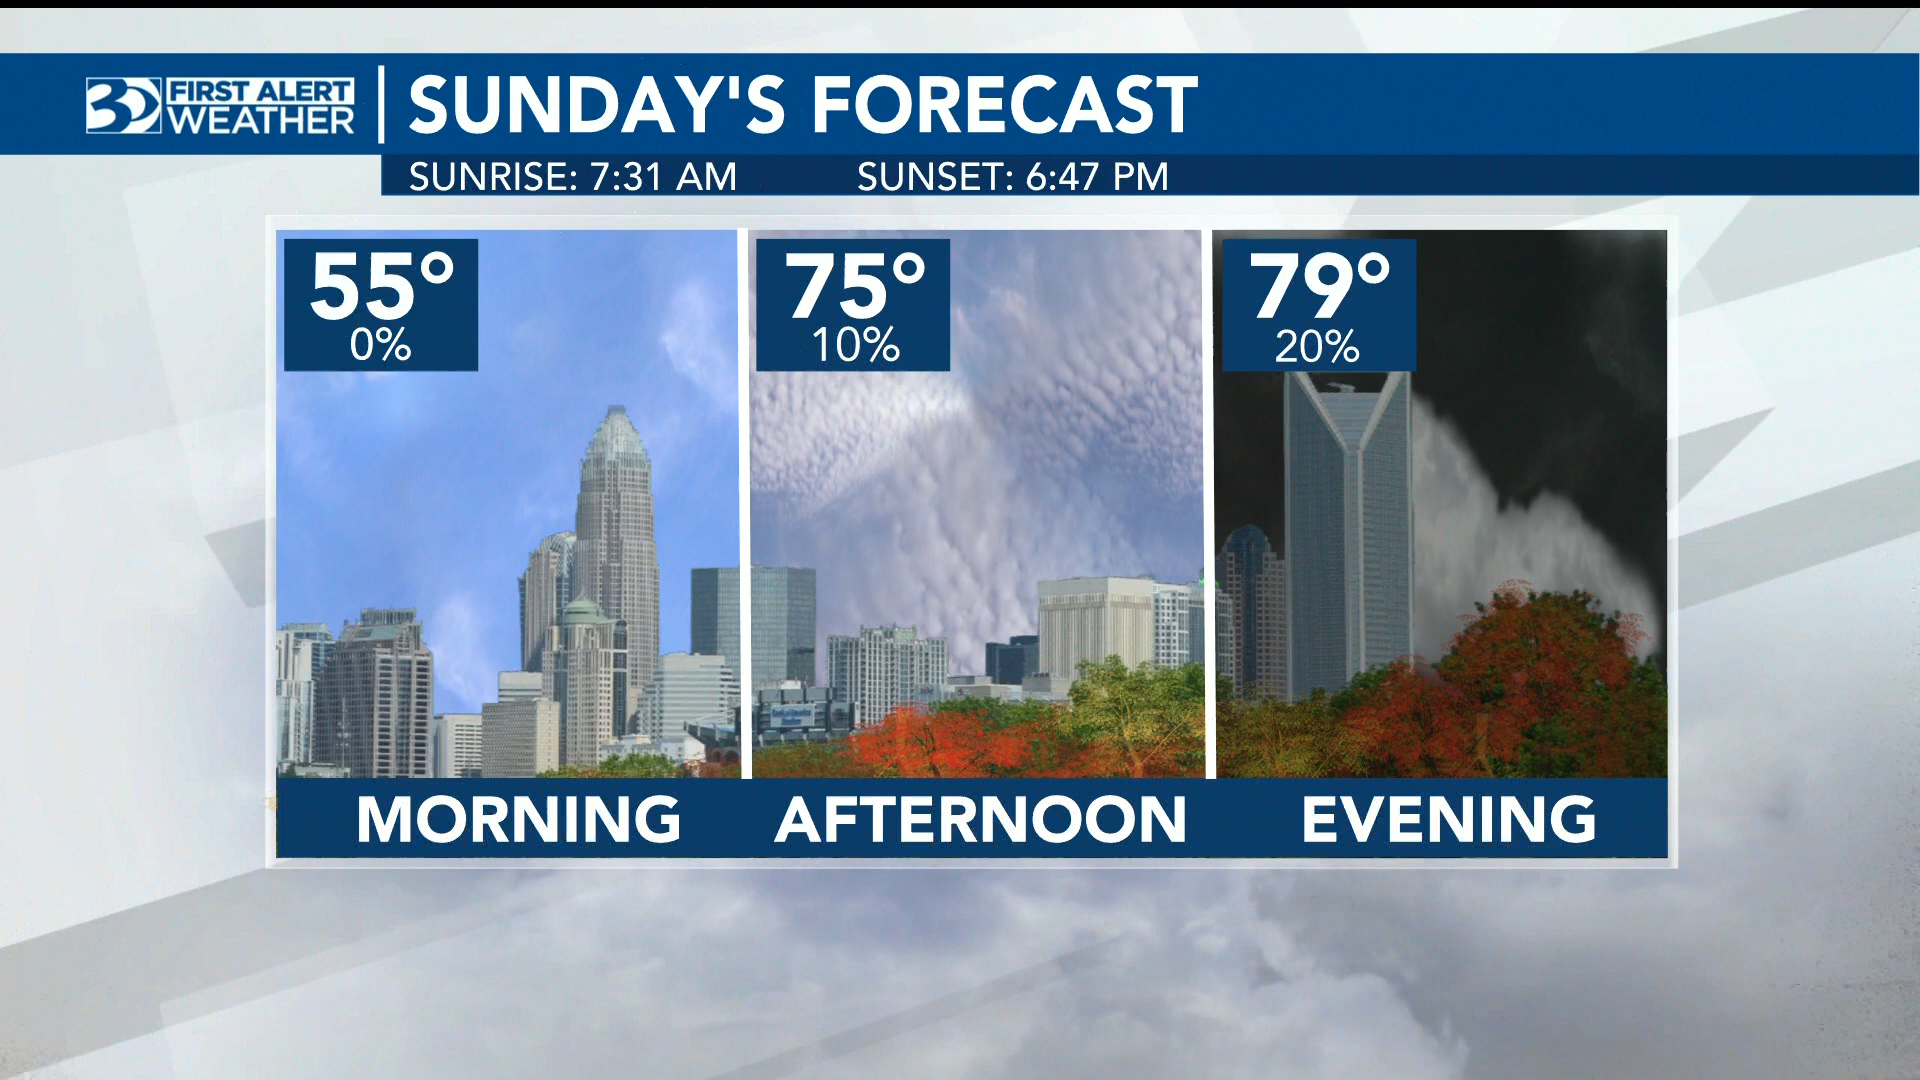 3D FIRST ALERT
WEATHER
SUNDAY'S FORECAST
SUNRISE: 7:31 AM SUNSET: 6:47 PM
55°
0%
75°
10%
79°
20%
MORNING AFTERNOON EVENING